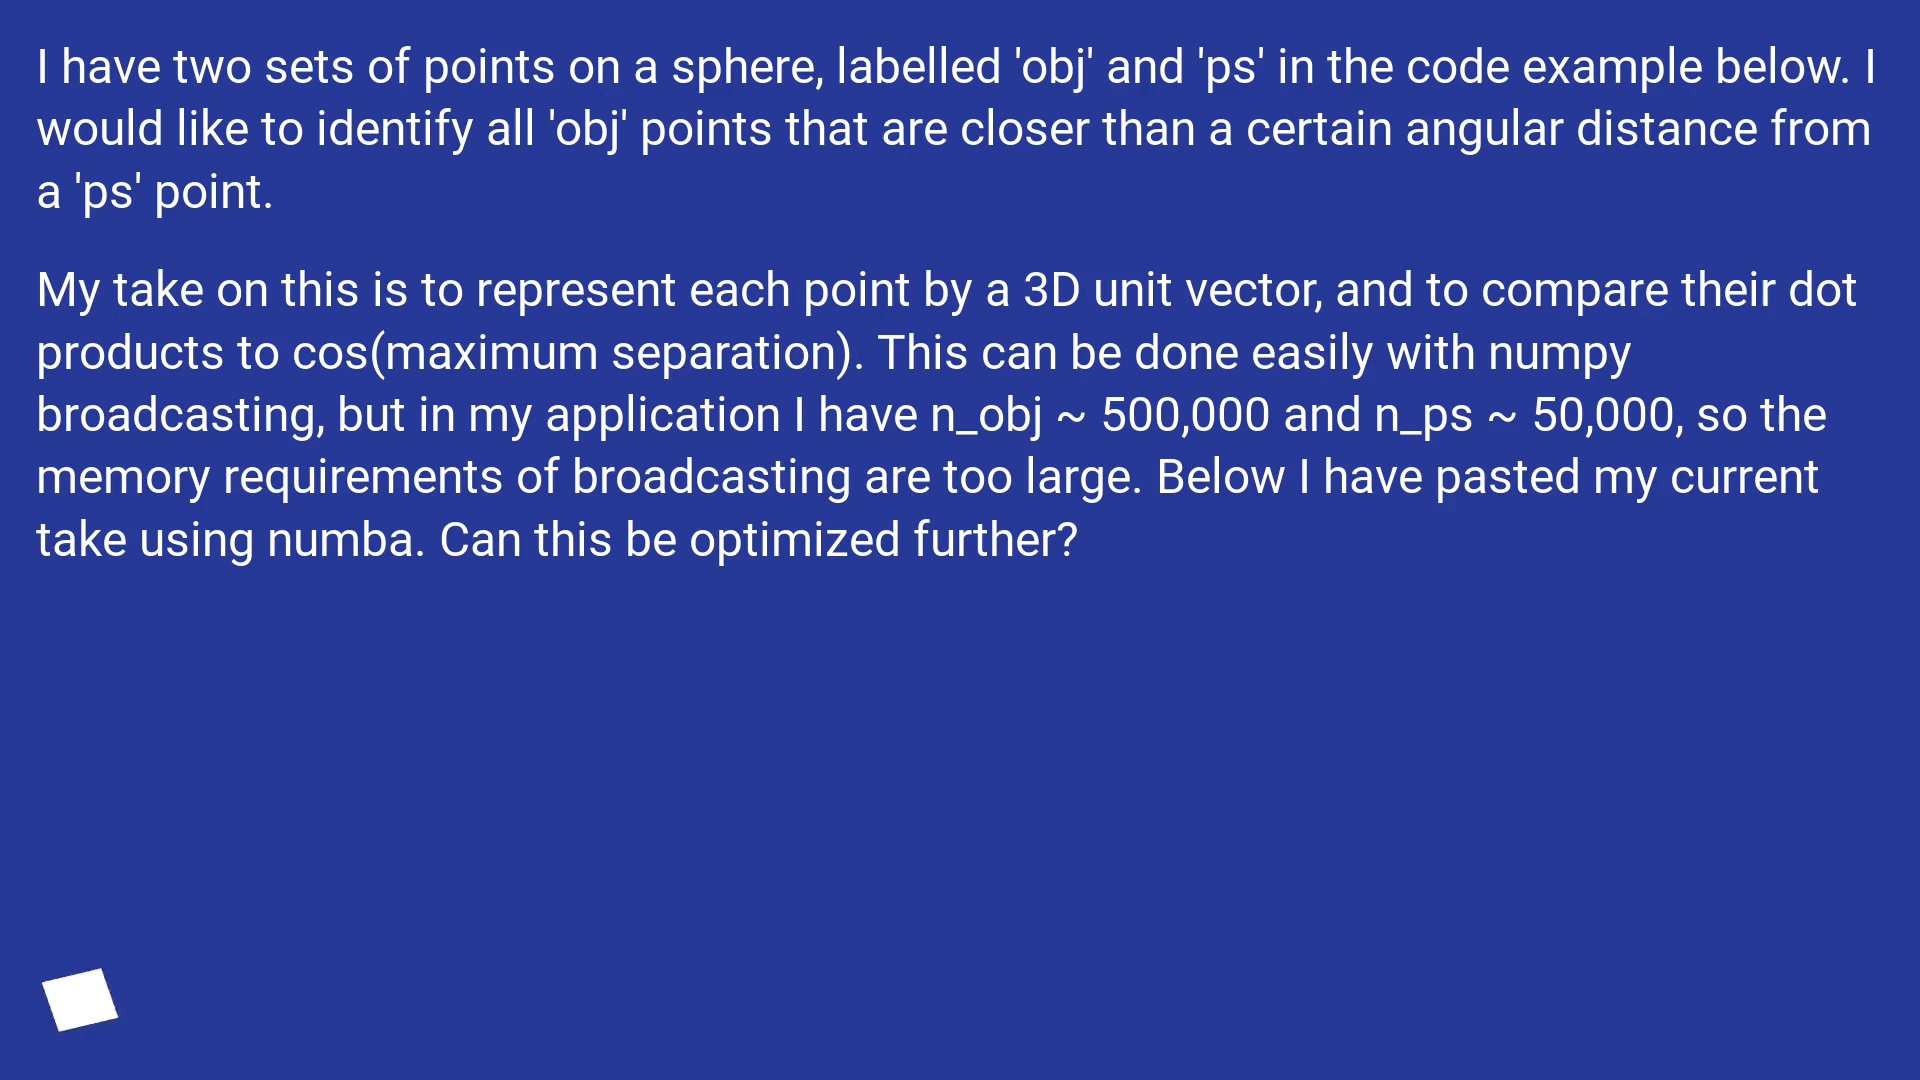 I have two sets of points on a sphere, labelled 'obj' and 'ps' in the code example below. I
would like to identify all 'obj' points that are closer than a certain angular distance from
a 'ps' point.
My take on this is to represent each point by a 3D unit vector, and to compare their dot
products to cos(maximum separation). This can be done easily with numpy
broadcasting, but in my application I have n_obj ~ 500,000 and n_ps ~ 50,000, so the
memory requirements of broadcasting are too large. Below I have pasted my current
take using numba. Can this be optimized further?